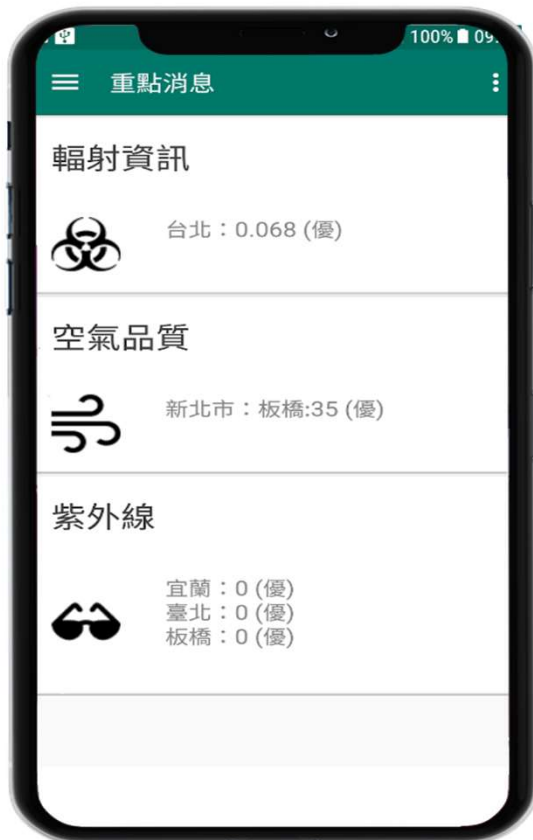 100% 09:
重點消息
輻射資訊
台北：0.068 (優)
空氣品質
新北市：板橋:35 (優)
紫外線
宜蘭：0 (優)
臺北：0 (優)
板橋：0 (優)